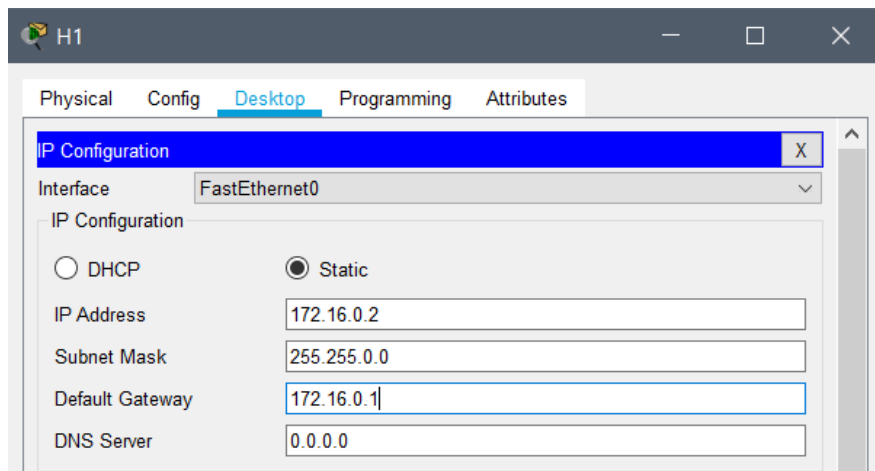 H1
Physical Config Desktop Programming Attributes
IP Configuration X
Interface FastEthernet0
IP Configuration
DHCP Static
IP Address 172.16.0.2
Subnet Mask 255.255.0.0
Default Gateway 172.16.0.1
DNS Server 0.0.0.0